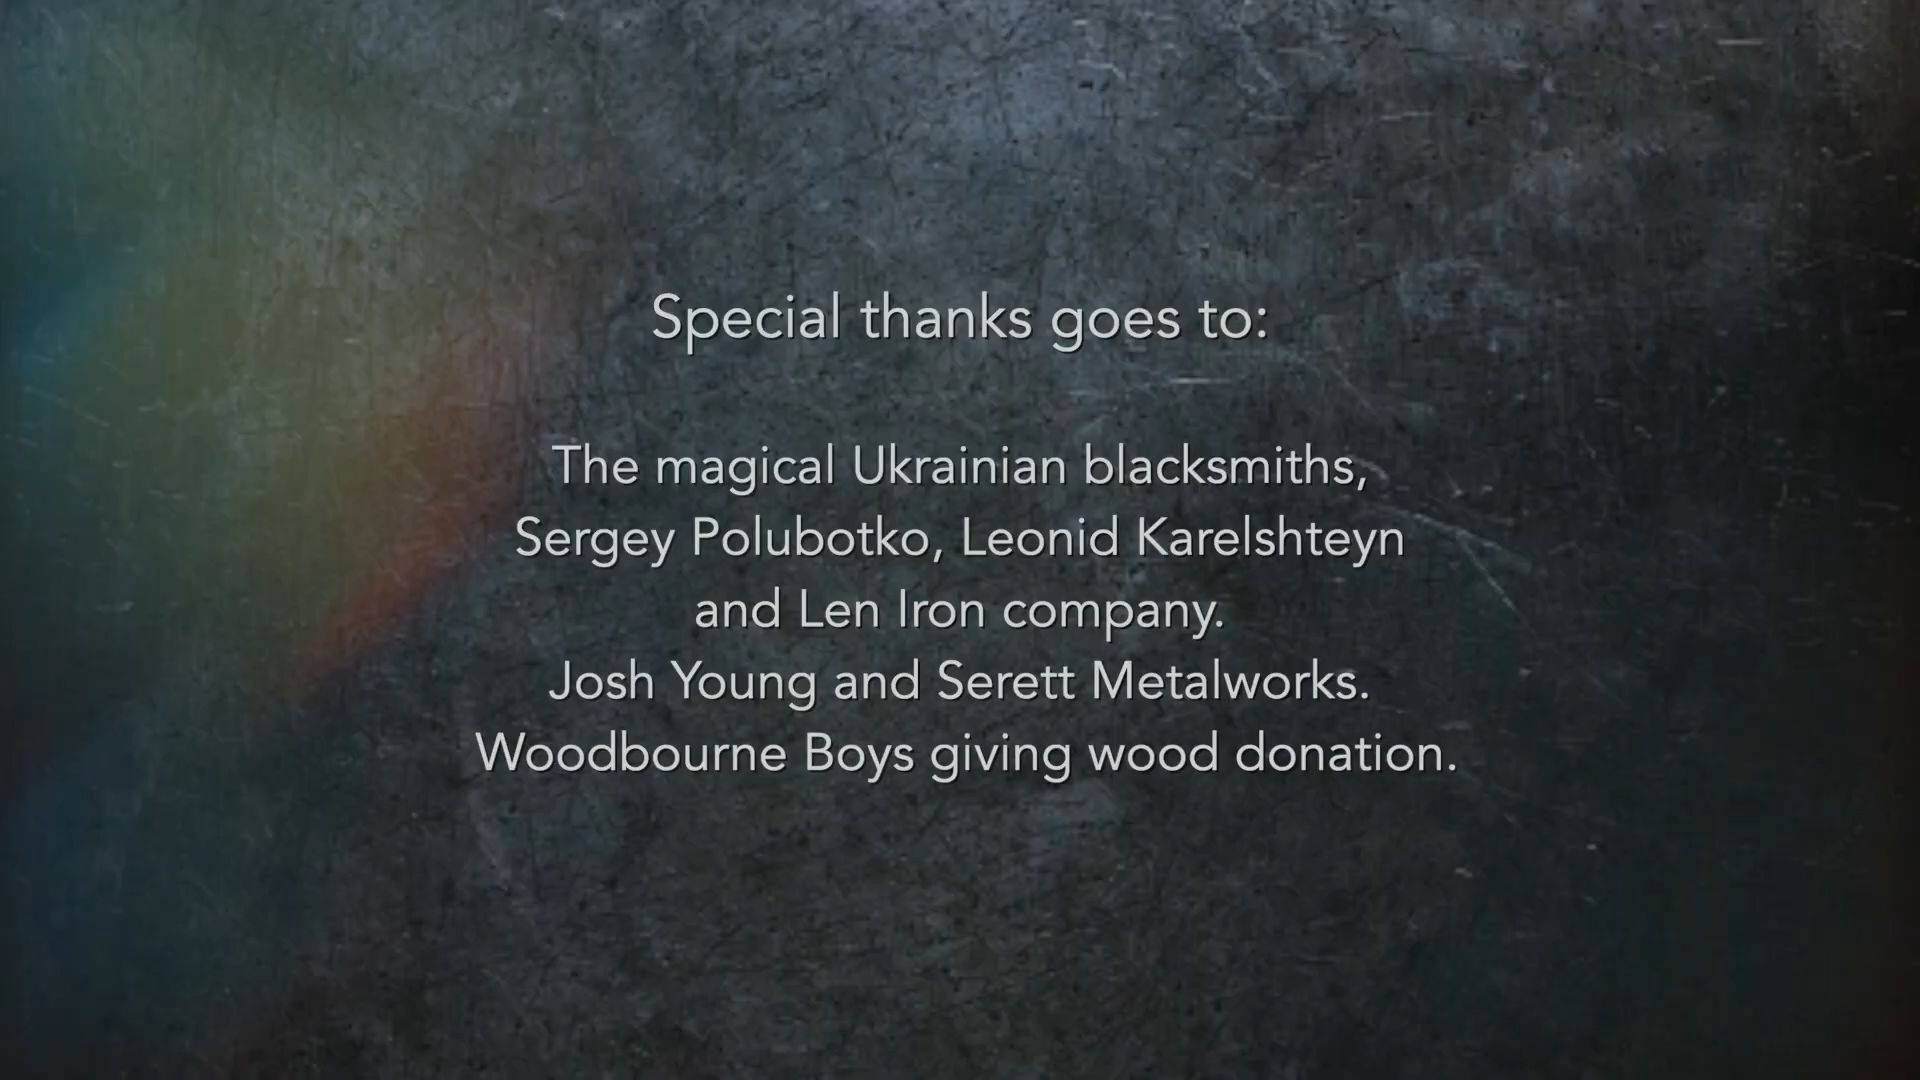 Special thanks goes to:
The magical Ukrainian blacksmiths,
Sergey Polubotko, Leonid Karelshteyn
and Len Iron company.
Josh Young and Serett Metalworks.
Woodbourne Boys giving wood donation.